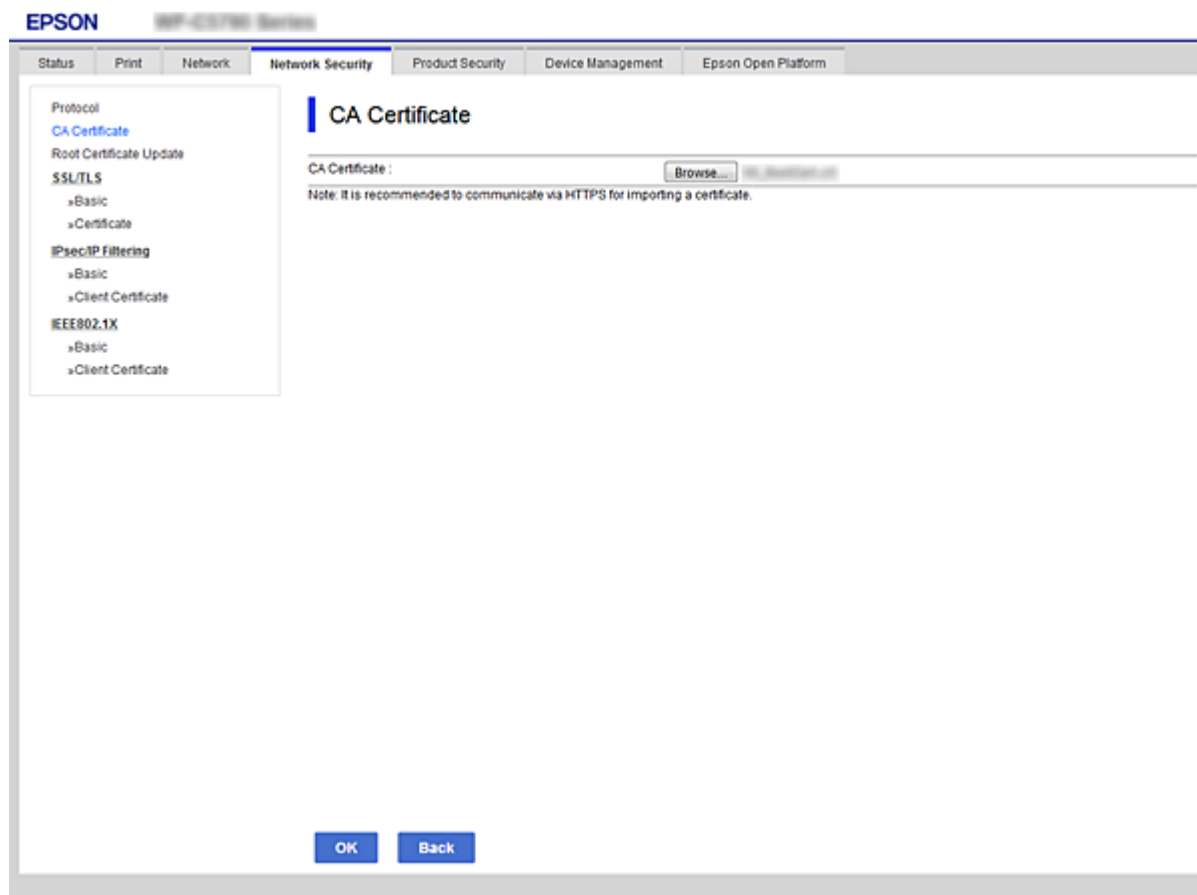 EPSON
Status Print Network Network Security Product Security Device Management Epson Open Platform
Protocol
CA Certificate
Root Certificate Update
SSL/TLS
»Basic
»Certificate
IPsec/IP Filtering
»Basic
»Client Certificate
IEEE802.1X
»Basic
»Client Certificate
CA Certificate
CA Certificate : Browse...
Note: It is recommended to communicate via HTTPS for importing a certificate.
OK Back